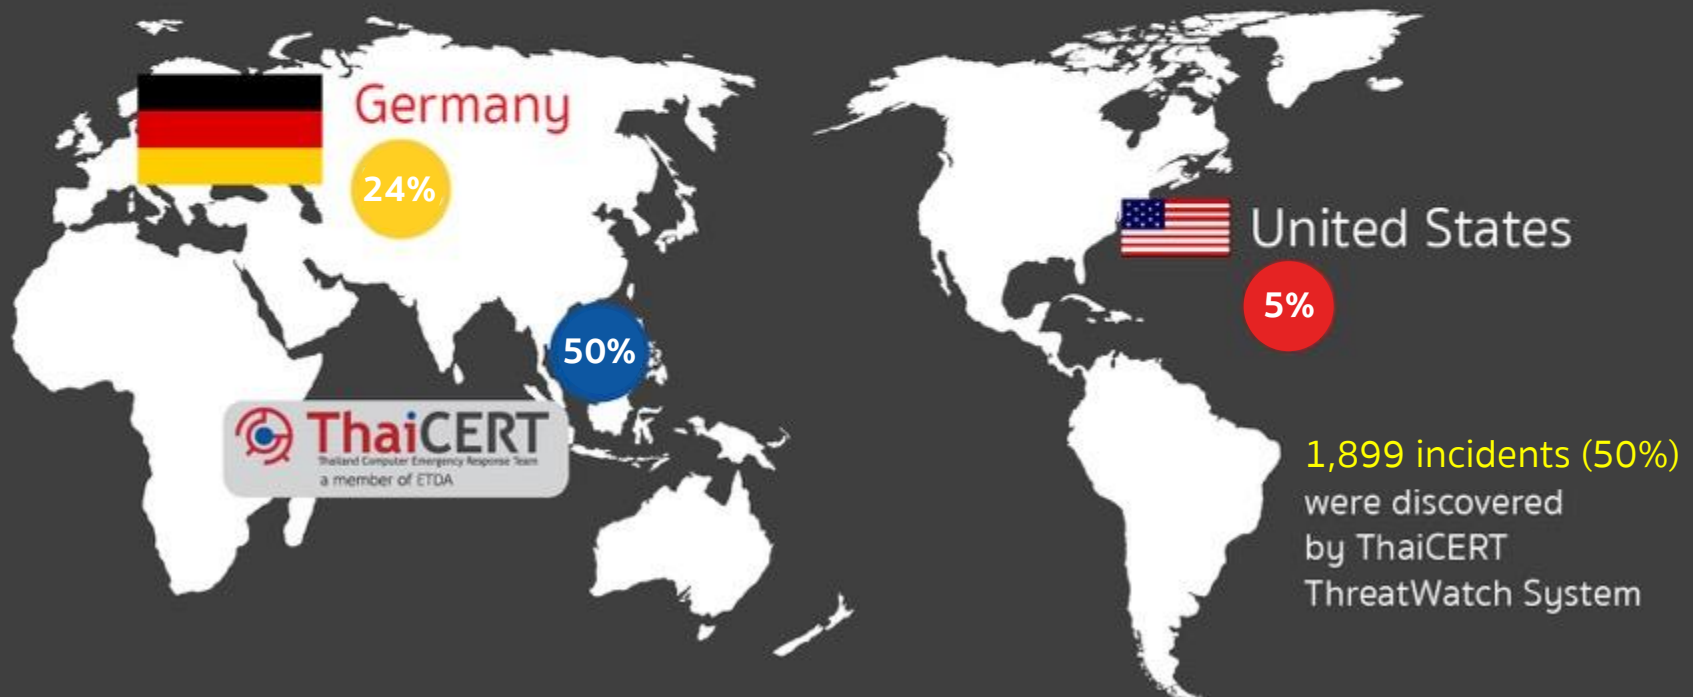 Germany
24%
United States
5%
50%
ThaiCERT
Thailand Computer Emergency Response Team
a member of ETDA
1,899 incidents (50%)
were discovered
by ThaiCERT
ThreatWatch System